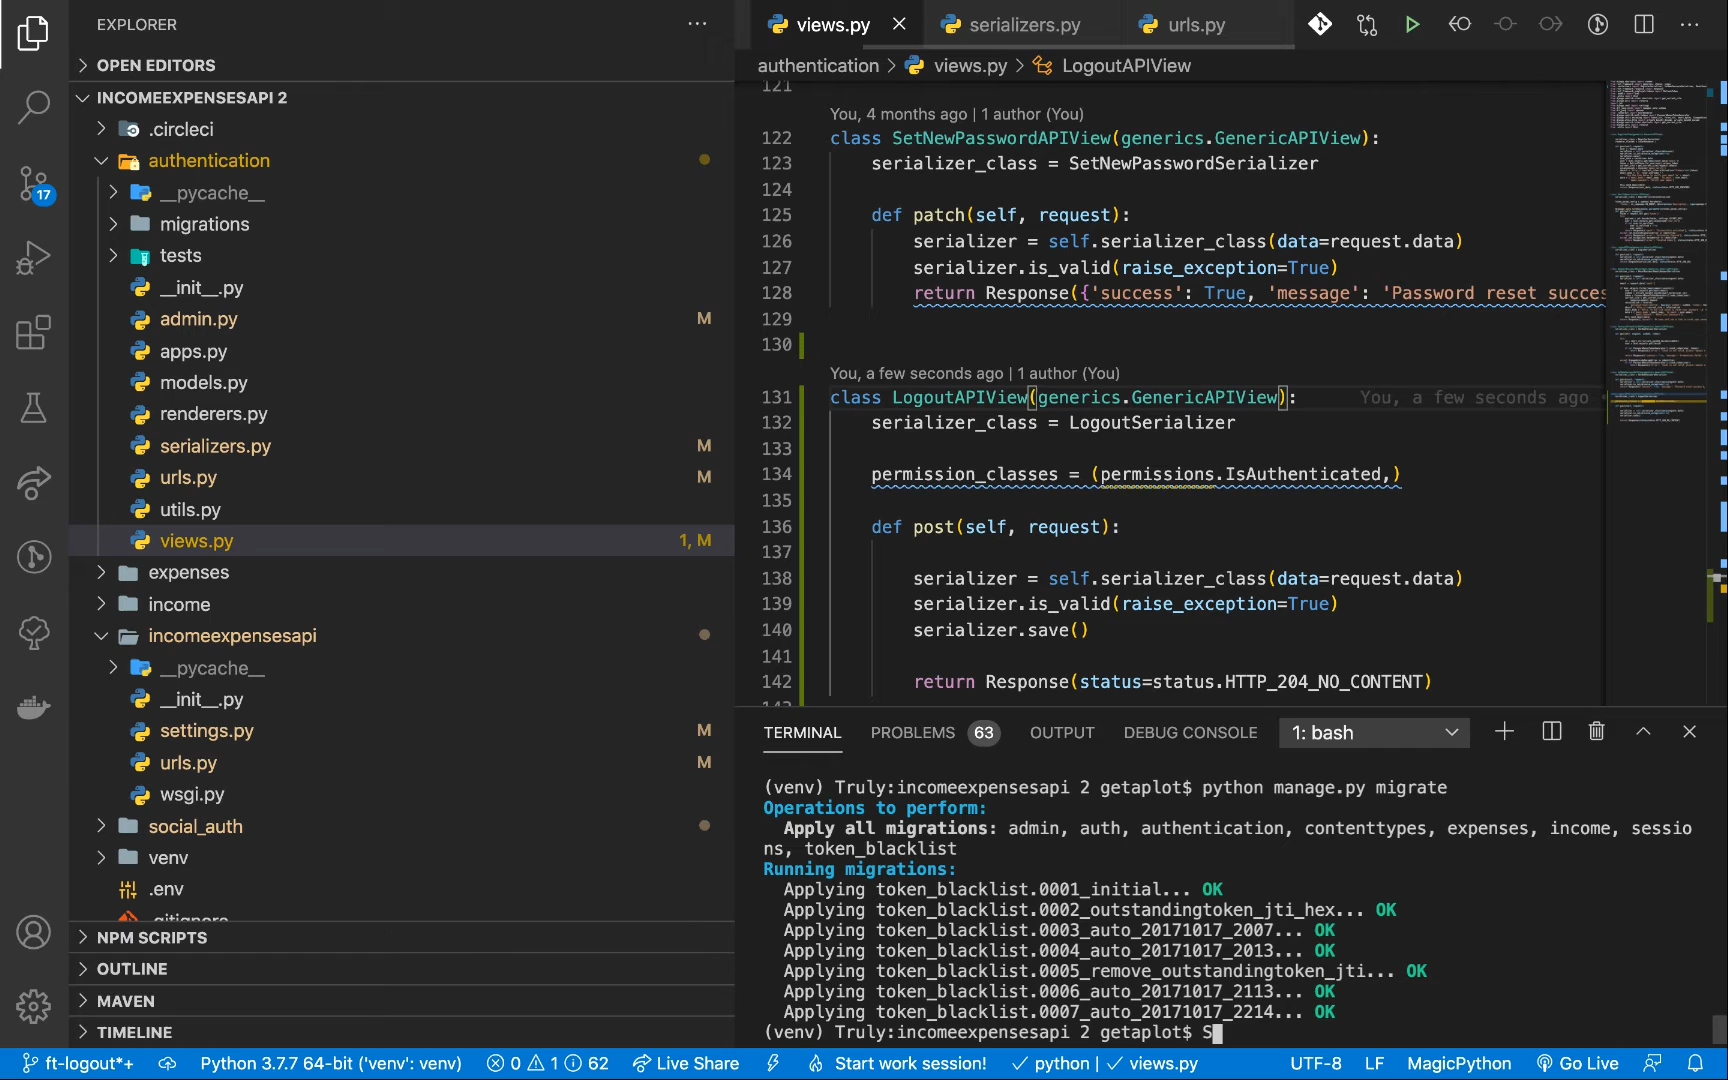 EXPLORER
OPEN EDITORS
INCOMEEXPENSESAPI 2
.circleci
authentication
__pycache__
migrations
tests
__init__.py
admin.py M
apps.py
models.py
renderers.py
serializers.py M
urls.py M
utils.py
views.py 1, M
expenses
income
incomeexpensesapi
__pycache__
__init__.py
settings.py M
urls.py M
wsgi.py
social_auth
venv
.env
.gitignore
NPM SCRIPTS
OUTLINE
MAVEN
TIMELINE
17
views.py serializers.py urls.py
authentication > views.py > LogoutAPIView
121
You, 4 months ago | 1 author (You)
122 class SetNewPasswordAPIView(generics.GenericAPIView):
123 serializer_class = SetNewPasswordSerializer
124
125 def patch(self, request):
126 serializer = self.serializer_class(data=request.data)
127 serializer.is_valid(raise_exception=True)
128 return Response({'success': True, 'message': 'Password reset succes
129
130
You, a few seconds ago | 1 author (You)
131 class LogoutAPIView(generics.GenericAPIView): You, a few seconds ago
132 serializer_class = LogoutSerializer
133
134 permission_classes = (permissions.IsAuthenticated,)
135
136 def post(self, request):
137
138 serializer = self.serializer_class(data=request.data)
139 serializer.is_valid(raise_exception=True)
140 serializer.save()
141
142 return Response(status=status.HTTP_204_NO_CONTENT)
TERMINAL PROBLEMS 63 OUTPUT DEBUG CONSOLE 1: bash
(venv) Truly:incomeexpensesapi 2 getaplot$ python manage.py migrate
Operations to perform:
Apply all migrations: admin, auth, authentication, contenttypes, expenses, income, sessio
ns, token_blacklist
Running migrations:
Applying token_blacklist.0001_initial... OK
Applying token_blacklist.0002_outstandingtoken_jti_hex... OK
Applying token_blacklist.0003_auto_20171017_2007... OK
Applying token_blacklist.0004_auto_20171017_2013... OK
Applying token_blacklist.0005_remove_outstandingtoken_jti... OK
Applying token_blacklist.0006_auto_20171017_2113... OK
Applying token_blacklist.0007_auto_20171017_2214... OK
(venv) Truly:incomeexpensesapi 2 getaplot$ S
ft-logout*+ Python 3.7.7 64-bit ('venv': venv) 0 1 62 Live Share Start work session! python | views.py UTF-8 LF MagicPython Go Live